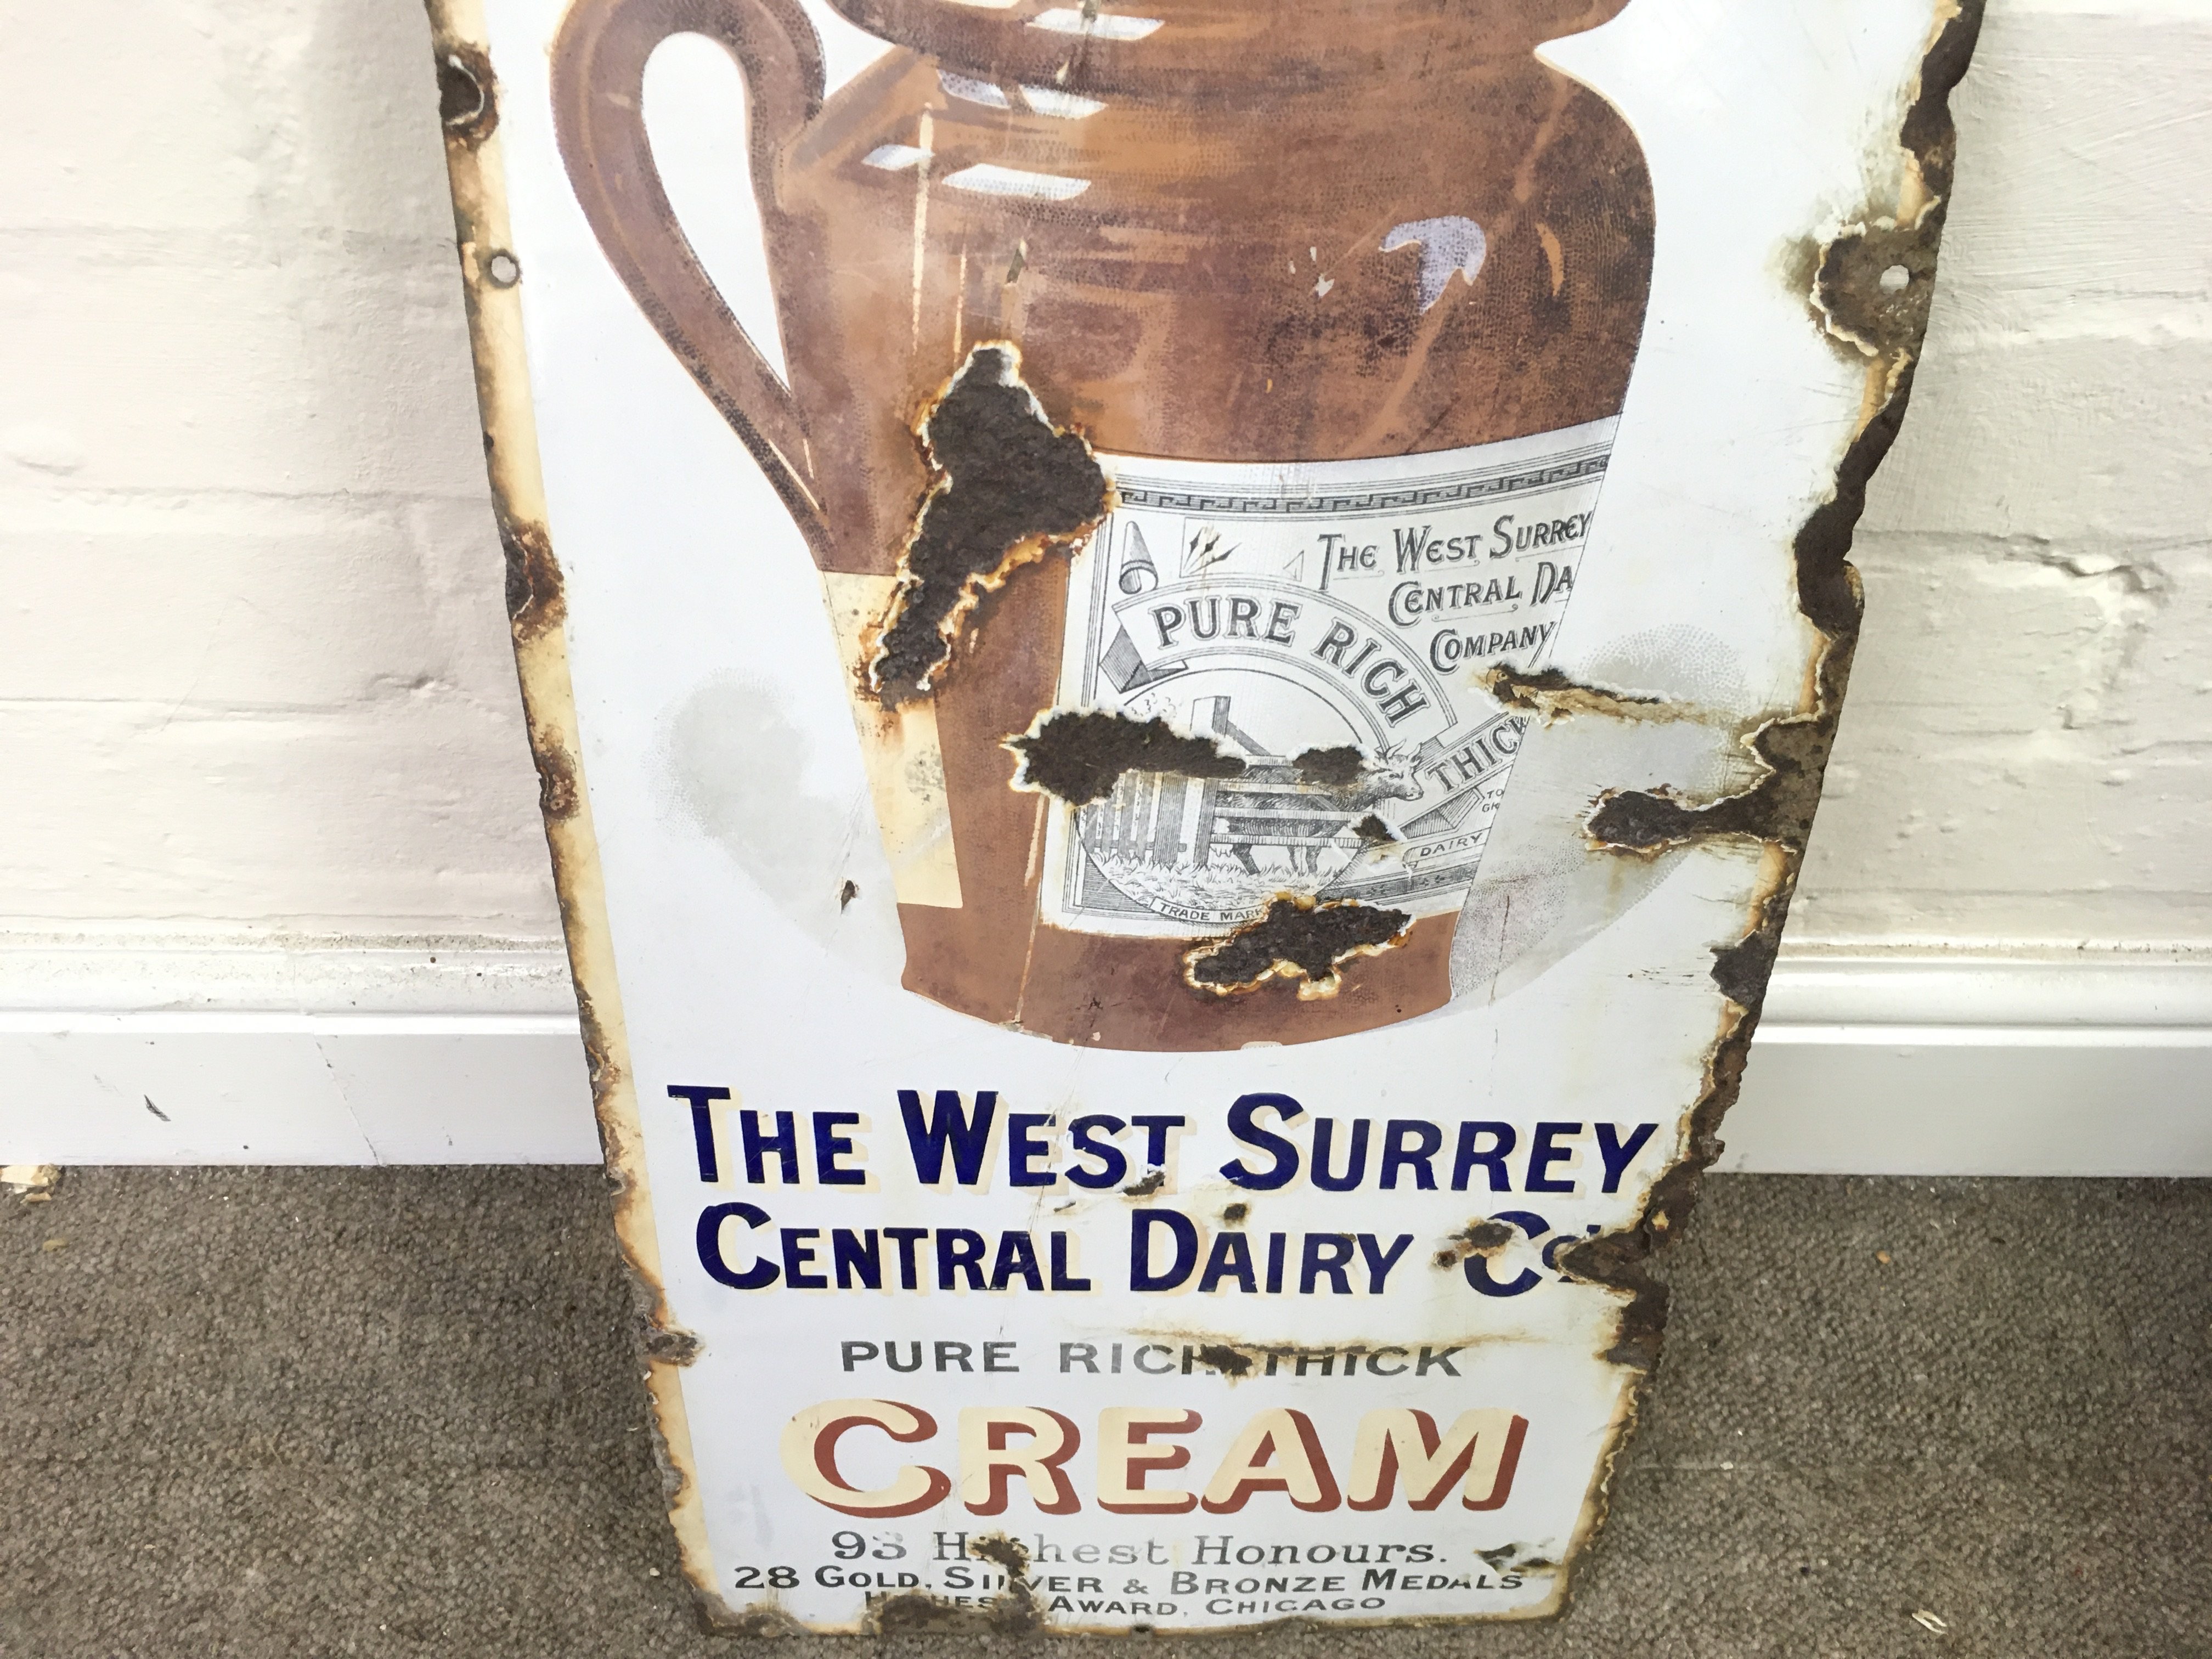 THE WEST SURREY
CENTRAL DA
COMPANY
PURE RICH
THICK
DAIRY
TRADE MARK
THE WEST SURREY
CENTRAL DAIRY Co
PURE RICH THICK
CREAM
93 Highest Honours.
28 GOLD, SILVER & BRONZE MEDALS
HIGHEST AWARD, CHICAGO